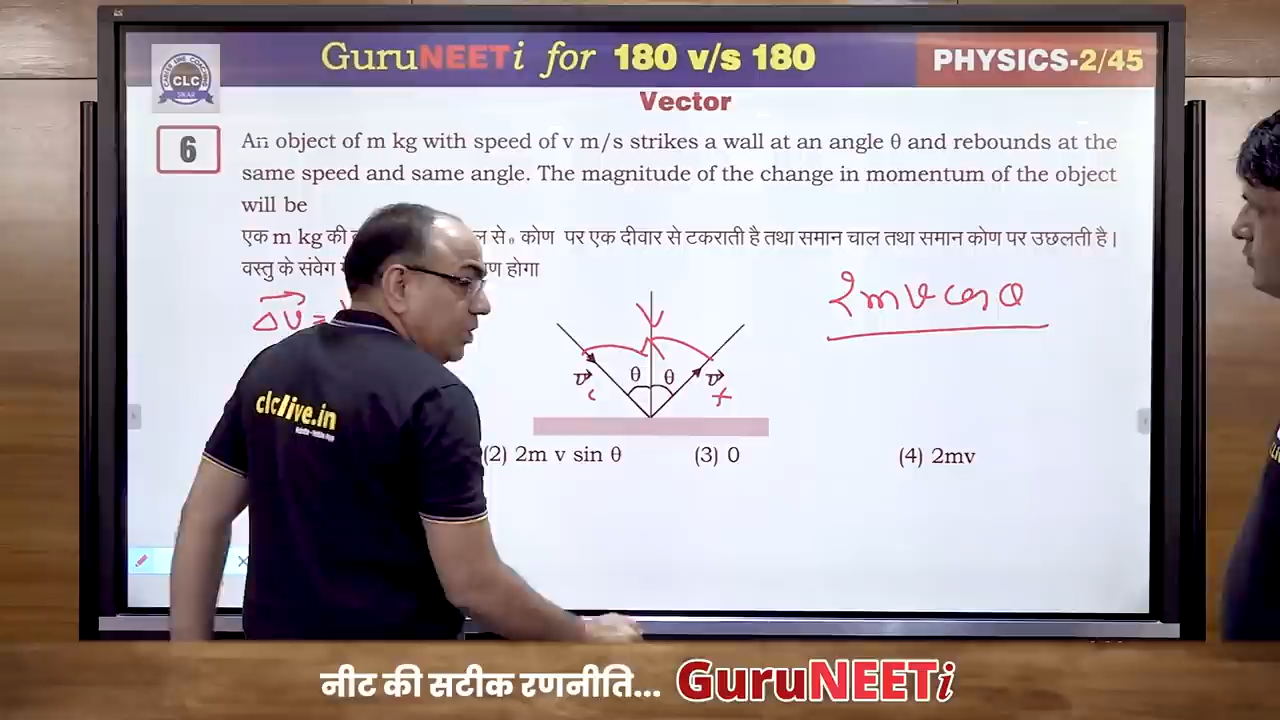 GuruNEETi for 180 v/s 180
PHYSICS-2/45
CLC
SIKAR
Vector
6
An object of m kg with speed of v m/s strikes a wall at an angle θ and rebounds at the
same speed and same angle. The magnitude of the change in momentum of the object
will be
एक m kg की ल से θ कोण पर एक दीवार से टकराती है तथा समान चाल तथा समान कोण पर उछलती है।
वस्तु के संवेग ण होगा
Δv =
2mv cos θ
θ θ
v i
v f
(2) 2m v sin θ (3) 0 (4) 2mv
clclive.in
नीट की सटीक रणनीति... GuruNEETi